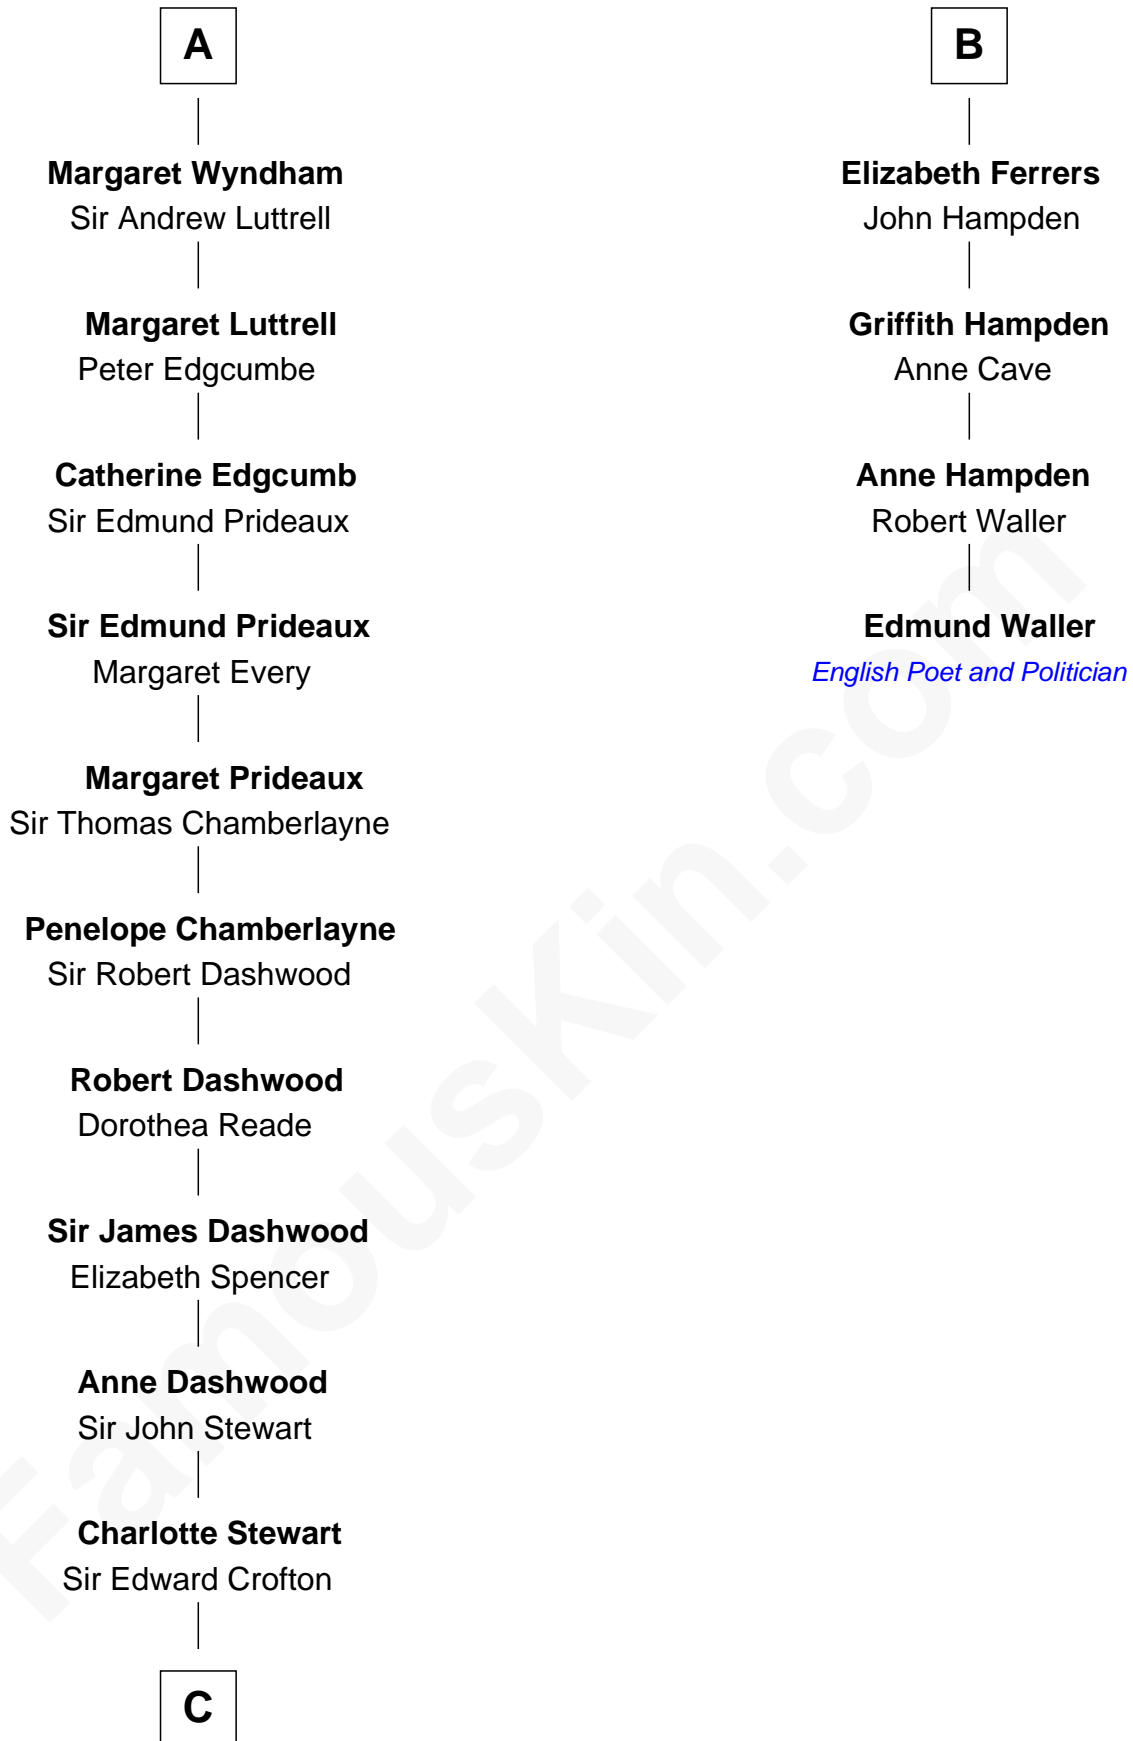 A
Margaret Wyndham
Sir Andrew Luttrell
Margaret Luttrell
Peter Edgcumbe
Catherine Edgcumb
Sir Edmund Prideaux
Sir Edmund Prideaux
Margaret Every
Margaret Prideaux
Sir Thomas Chamberlayne
Penelope Chamberlayne
Sir Robert Dashwood
Robert Dashwood
Dorothea Reade
Sir James Dashwood
Elizabeth Spencer
Anne Dashwood
Sir John Stewart
Charlotte Stewart
Sir Edward Crofton
C
B
Elizabeth Ferrers
John Hampden
Griffith Hampden
Anne Cave
Anne Hampden
Robert Waller
Edmund Waller
English Poet and Politician
FamousKin.com